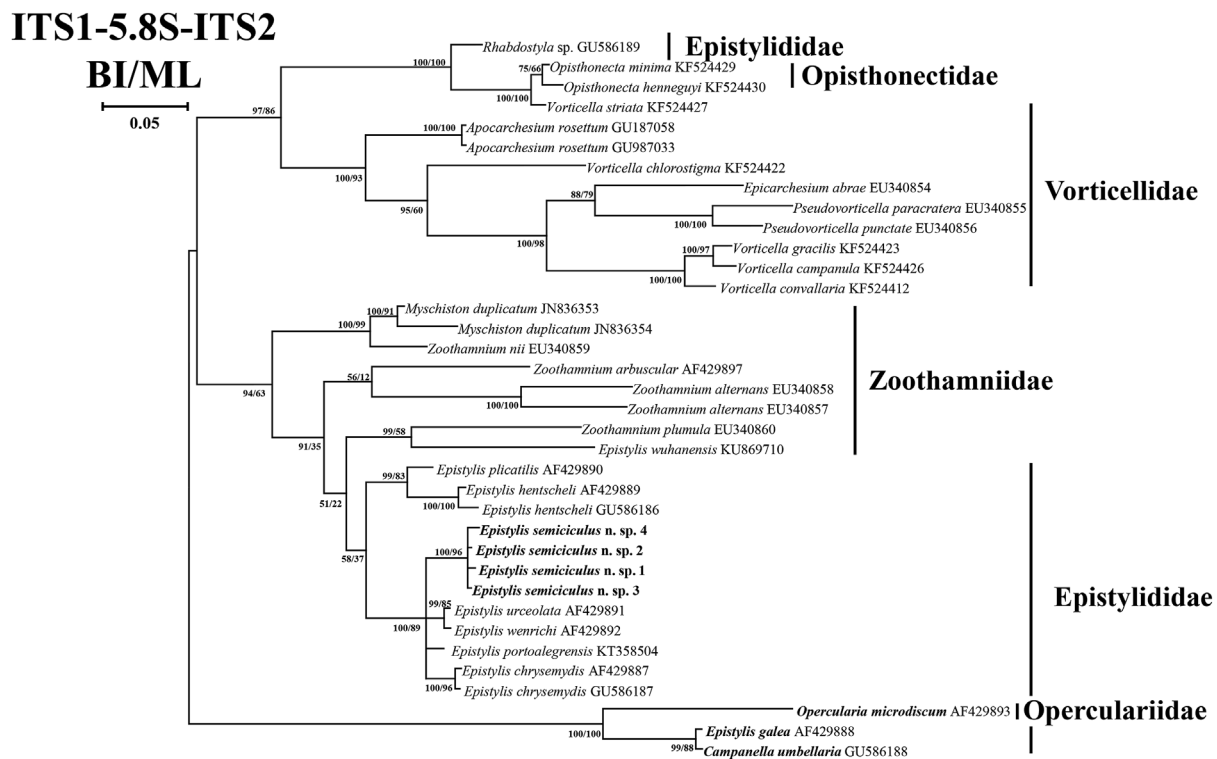 ITS1-5.8S-ITS2
BI/ML
0.05
Rhabdostyla sp. GU586189
Epistylididae
100/100
75/66
Opisthonecta minima KF524429
Opisthonectidae
Opisthonecta henneguyi KF524430
100/100
Vorticella striata KF524427
97/86
100/100
Apocarchesium rosettum GU187058
Apocarchesium rosettum GU987033
100/93
Vorticella chlorostigma KF524422
95/60
Epicarchesium abrae EU340854
88/79
Vorticellidae
Pseudovorticella paracratera EU340855
100/100
Pseudovorticella punctate EU340856
100/98
100/97
Vorticella gracilis KF524423
Vorticella campanula KF524426
100/100
Vorticella convallaria KF524412
100/91
Myschiston duplicatum JN836353
100/99
Myschiston duplicatum JN836354
Zoothamnium nii EU340859
94/63
Zoothamnium arbuscular AF429897
56/12
Zoothamniidae
Zoothamnium alternans EU340858
100/100
Zoothamnium alternans EU340857
91/35
99/58
Zoothamnium plumula EU340860
Epistylis wuhanensis KU869710
51/22
Epistylis plicatilis AF429890
99/83
Epistylis hentscheli AF429889
100/100
Epistylis hentscheli GU586186
58/37
Epistylis semiciculus n. sp. 4
100/96
Epistylis semiciculus n. sp. 2
Epistylis semiciculus n. sp. 1
Epistylis semiciculus n. sp. 3
Epistylididae
99/85
Epistylis urceolata AF429891
100/89
Epistylis wenrichi AF429892
Epistylis portoalegrensis KT358504
Epistylis chrysemydis AF429887
100/96
Epistylis chrysemydis GU586187
Opercularia microdiscum AF429893
Operculariidae
100/100
Epistylis galea AF429888
99/88
Campanella umbellaria GU586188